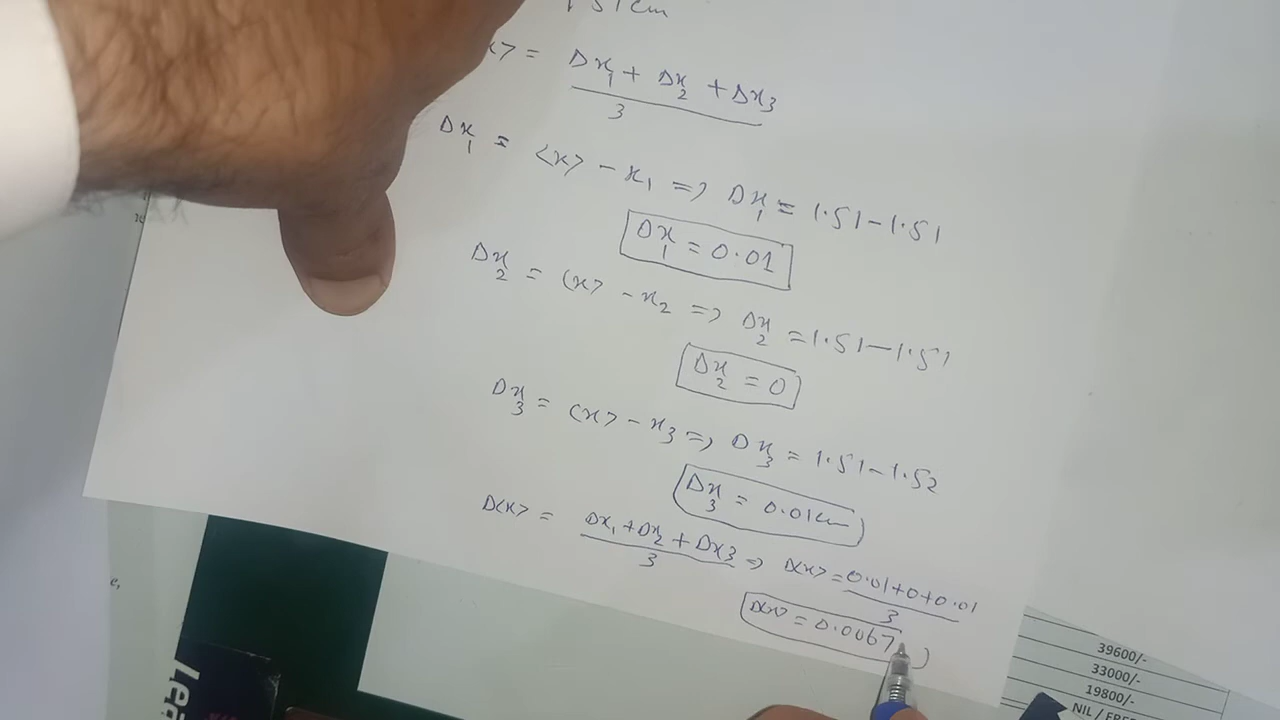 1.51cm
x> = Δx₁ + Δx₂ + Δx₃ / 3
Δx₁ = <x> - x₁ => Δx₁ = 1.51-1.51
Δx₁ = 0.01
Δx₂ = <x> - x₂ => Δx₂ = 1.51-1.51
Δx₂ = 0
Δx₃ = <x> - x₃ => Δx₃ = 1.51-1.52
Δx₃ = 0.01cm
Δ<x> = Δx₁ + Δx₂ + Δx₃ / 3 => Δ<x> = 0.01+0+0.01 / 3
Δ<x> = 0.0067
e,
39600/-
33000/-
19800/-